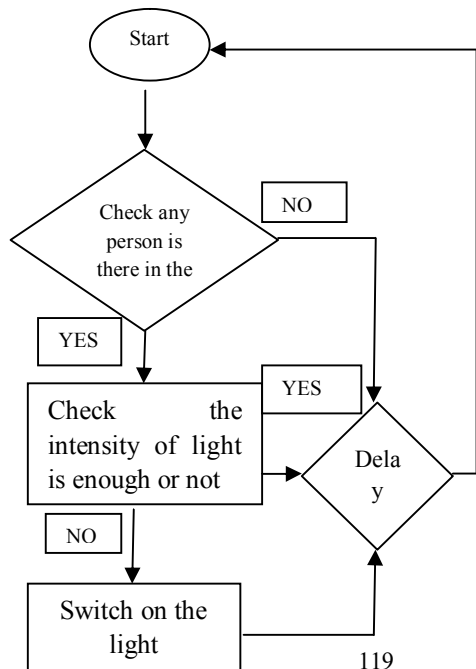 Start
NO
Check any
person is
there in the
YES
YES
Check the
intensity of light
is enough or not
Dela
y
NO
Switch on the
light
119